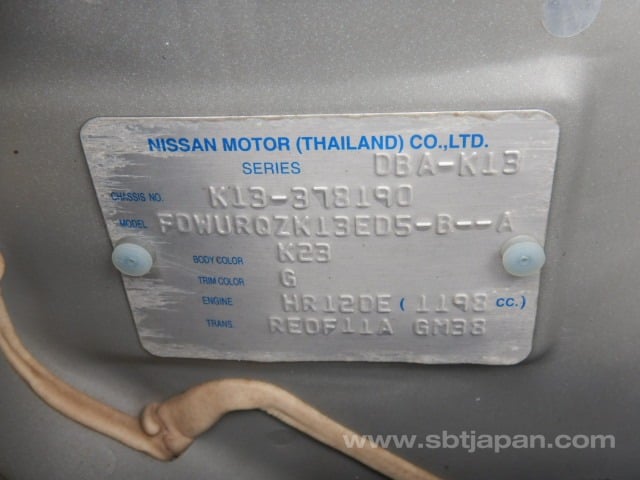 NISSAN MOTOR (THAILAND) CO.,LTD.
SERIES DBA-K13
CHASSIS NO. K13-378190
MODEL FDWURQZK13ED5-B--A
BODY COLOR K23
TRIM COLOR G
ENGINE HR12DE ( 1198 CC.)
TRANS. RE0F11A GM38
www.sbtjapan.com